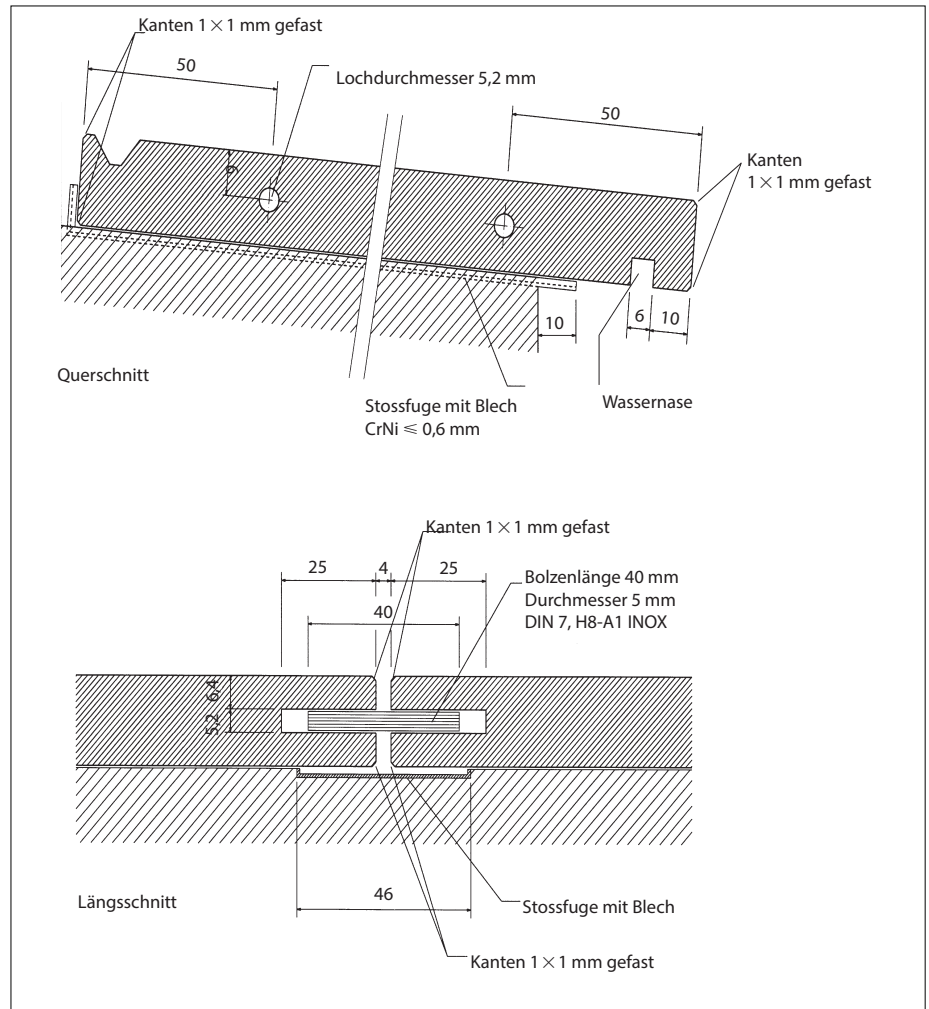 Kanten 1 × 1 mm gefast
50
Lochdurchmesser 5,2 mm
50
9
Kanten
1 × 1 mm gefast
10
6
10
Querschnitt
Stossfuge mit Blech
CrNi ⩽ 0,6 mm
Wassernase
Kanten 1 × 1 mm gefast
25
4
25
Bolzenlänge 40 mm
Durchmesser 5 mm
DIN 7, H8-A1 INOX
40
6,4
5,2
46
Längsschnitt
Stossfuge mit Blech
Kanten 1 × 1 mm gefast